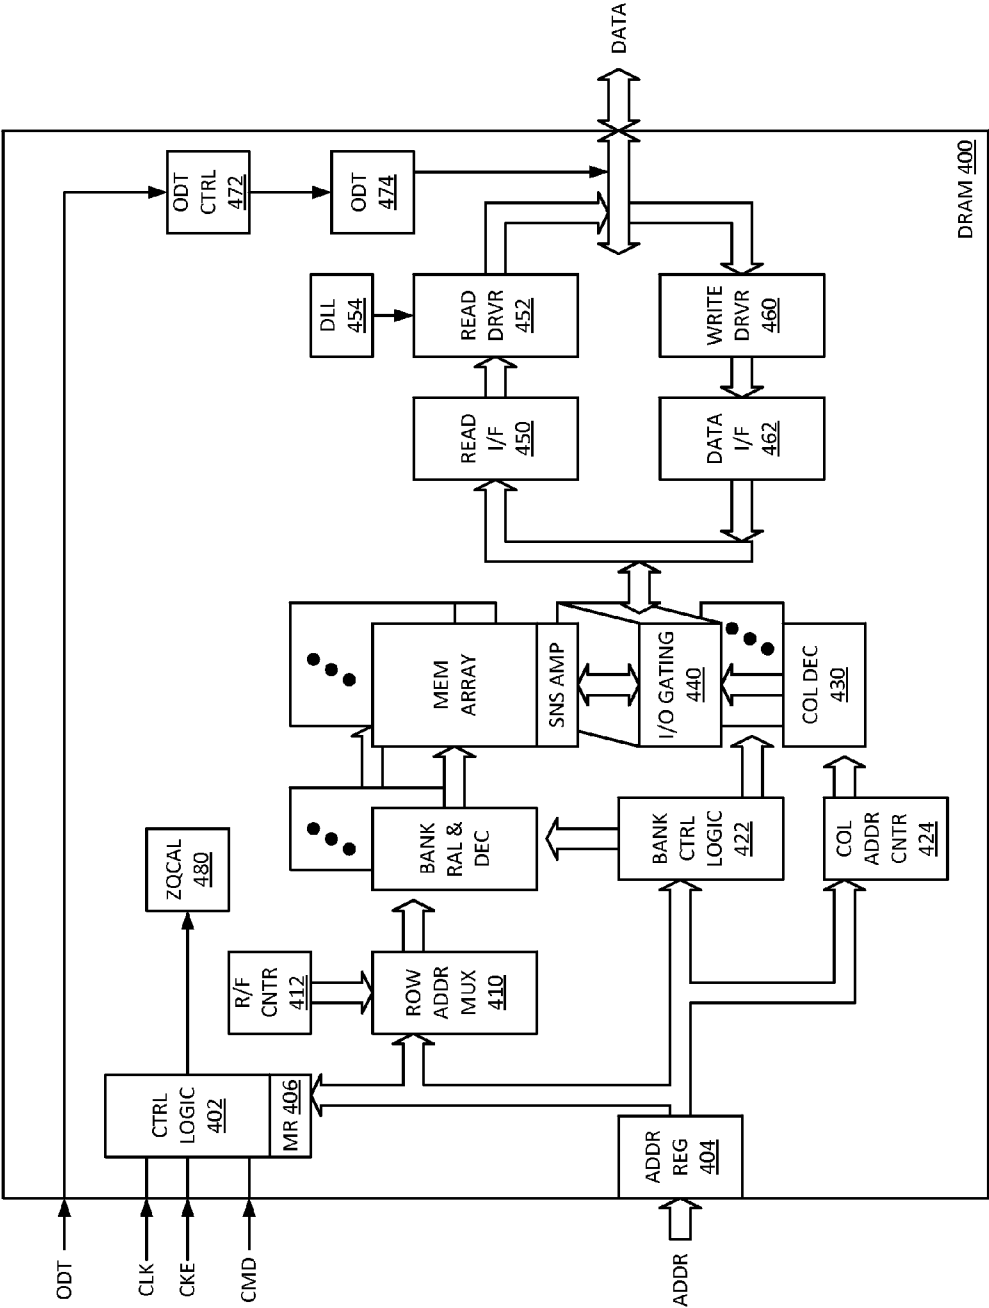 ODT
CLK
CKE
CMD
ADDR
CTRL
LOGIC
402
MR 406
ADDR
REG
404
R/F
CNTR
412
ROW
ADDR
MUX
410
ZQCAL
480
BANK
RAL &
DEC
BANK
CTRL
LOGIC
422
COL
ADDR
CNTR
424
MEM
ARRAY
SNS AMP
I/O GATING
440
COL DEC
430
READ
I/F
450
DATA
I/F
462
DLL
454
READ
DRVR
452
WRITE
DRVR
460
ODT
CTRL
472
ODT
474
DATA
DRAM 400